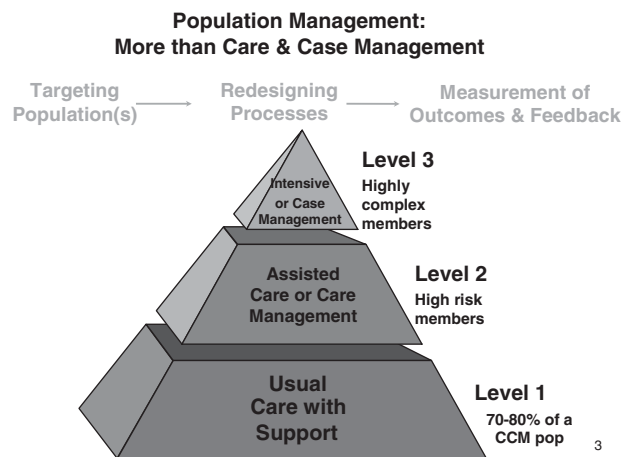 Population Management:
More than Care & Case Management
Targeting
Population(s)
Redesigning
Processes
Measurement of
Outcomes & Feedback
Intensive
or Case
Management
Level 3
Highly
complex
members
Assisted
Care or Care
Management
Level 2
High risk
members
Usual
Care with
Support
Level 1
70-80% of a
CCM pop
3